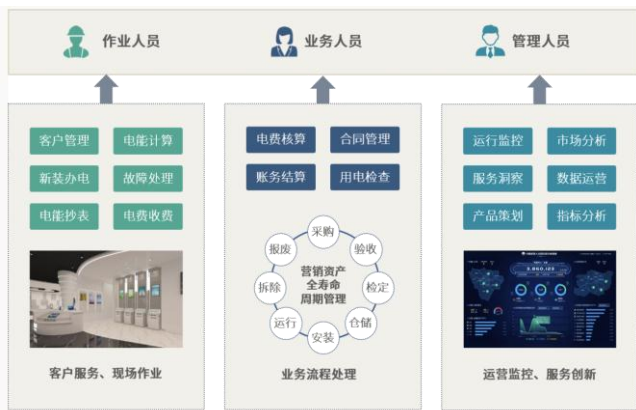 作业人员
业务人员
管理人员
客户管理
电能计算
新装办电
故障处理
电能抄表
电费收费
客户服务、现场作业
电费核算
合同管理
账务结算
用电检查
采购
验收
检定
仓储
安装
运行
拆除
报废
营销资产
全寿命
周期管理
业务流程处理
运行监控
市场分析
服务洞察
数据运营
产品策划
指标分析
运营监控、服务创新